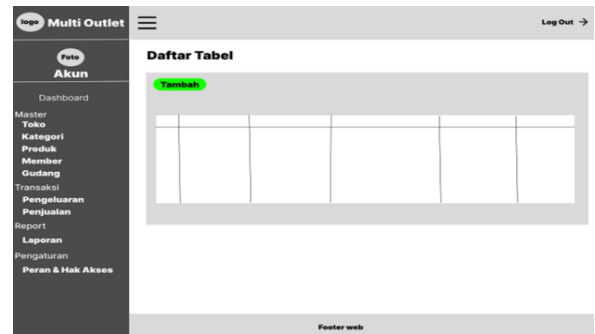 logo Multi Outlet
Log Out →
Foto
Akun
Dashboard
Master
Toko
Kategori
Produk
Member
Gudang
Transaksi
Pengeluaran
Penjualan
Report
Laporan
Pengaturan
Peran & Hak Akses
Daftar Tabel
Tambah
Footer web